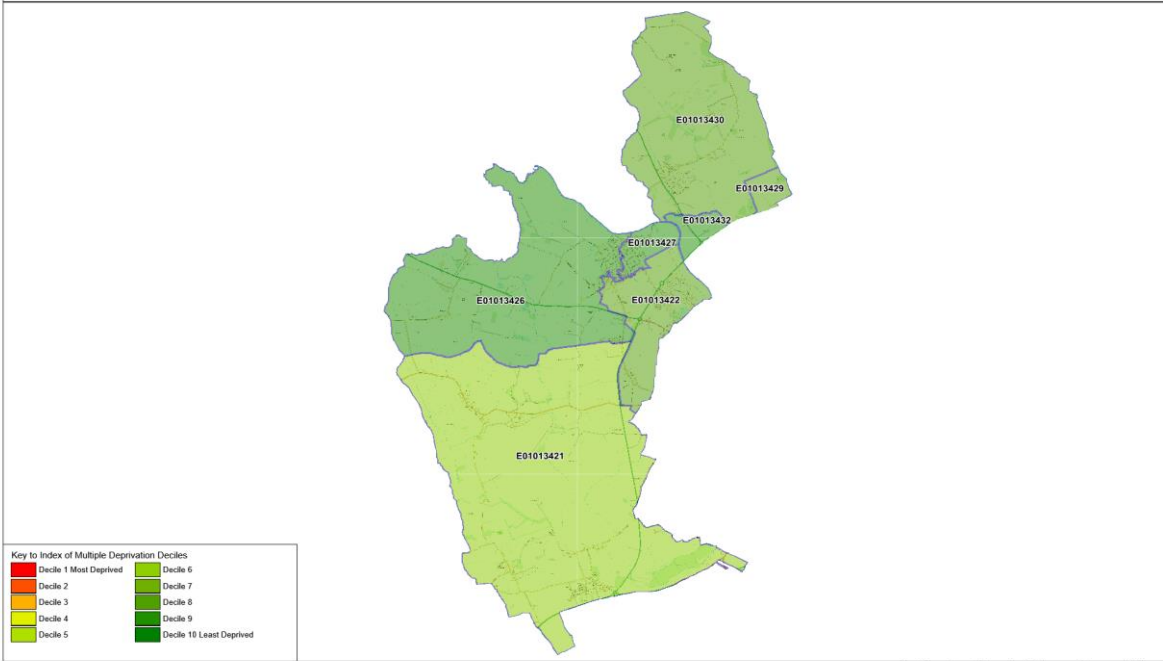 E01013430
E01013429
E01013432
E01013427
E01013426
E01013422
E01013421
Key to Index of Multiple Deprivation Deciles
Decile 1 Most Deprived
Decile 2
Decile 3
Decile 4
Decile 5
Decile 6
Decile 7
Decile 8
Decile 9
Decile 10 Least Deprived